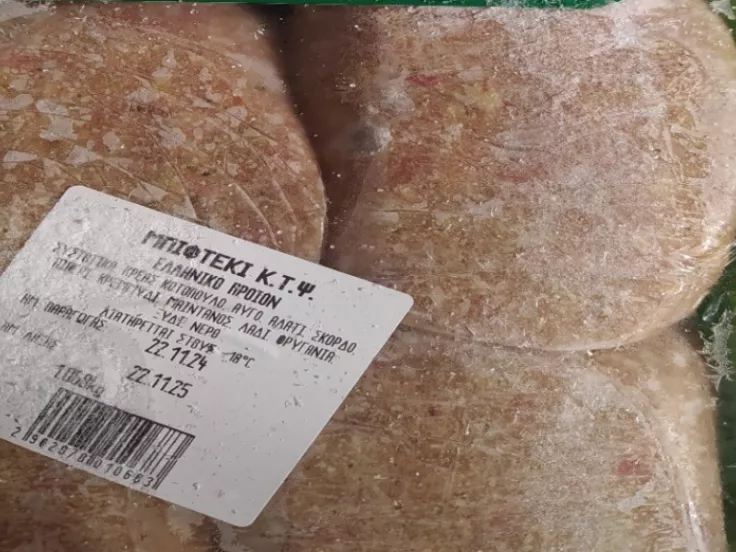 ΜΠΙΦΤΕΚΙ Κ.Τ.Ψ.
ΕΛΛΗΝΙΚΟ ΠΡΟΙΟΝ
ΣΥΣΤΑΤΙΚΑ ΚΡΕΑΣ ΚΟΤΟΠΟΥΛΟ, ΑΥΓΟ, ΑΛΑΤΙ, ΣΚΟΡΔΟ,
ΠΙΠΕΡΙ, ΚΡΕΜΜΥΔΙ, ΜΑΙΝΤΑΝΟΣ, ΛΑΔΙ, ΦΡΥΓΑΝΙΑ,
ΝΕΡΟ
ΔΙΑΤΗΡΕΙΤΑΙ ΣΤΟΥΣ -18°C
ΗΜ. ΠΑΡΑΓΩΓΗΣ 22.11.24
ΗΜ. ΛΗΞΗΣ 22.11.25